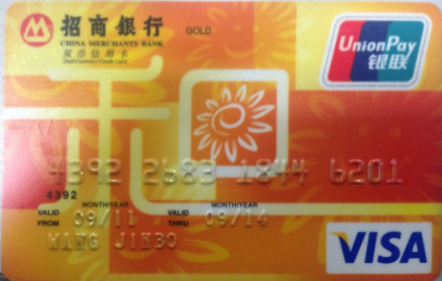 招商銀行
CHINA MERCHANTS BANK
双币信用卡
Dual-Currency Credit Card
GOLD
UnionPay
银联
和
4392 2683 1844 6201
4392
MONTH/YEAR MONTH/YEAR
VALID FROM 09/11 VALID THRU 09/14
WANG JINBO
VISA